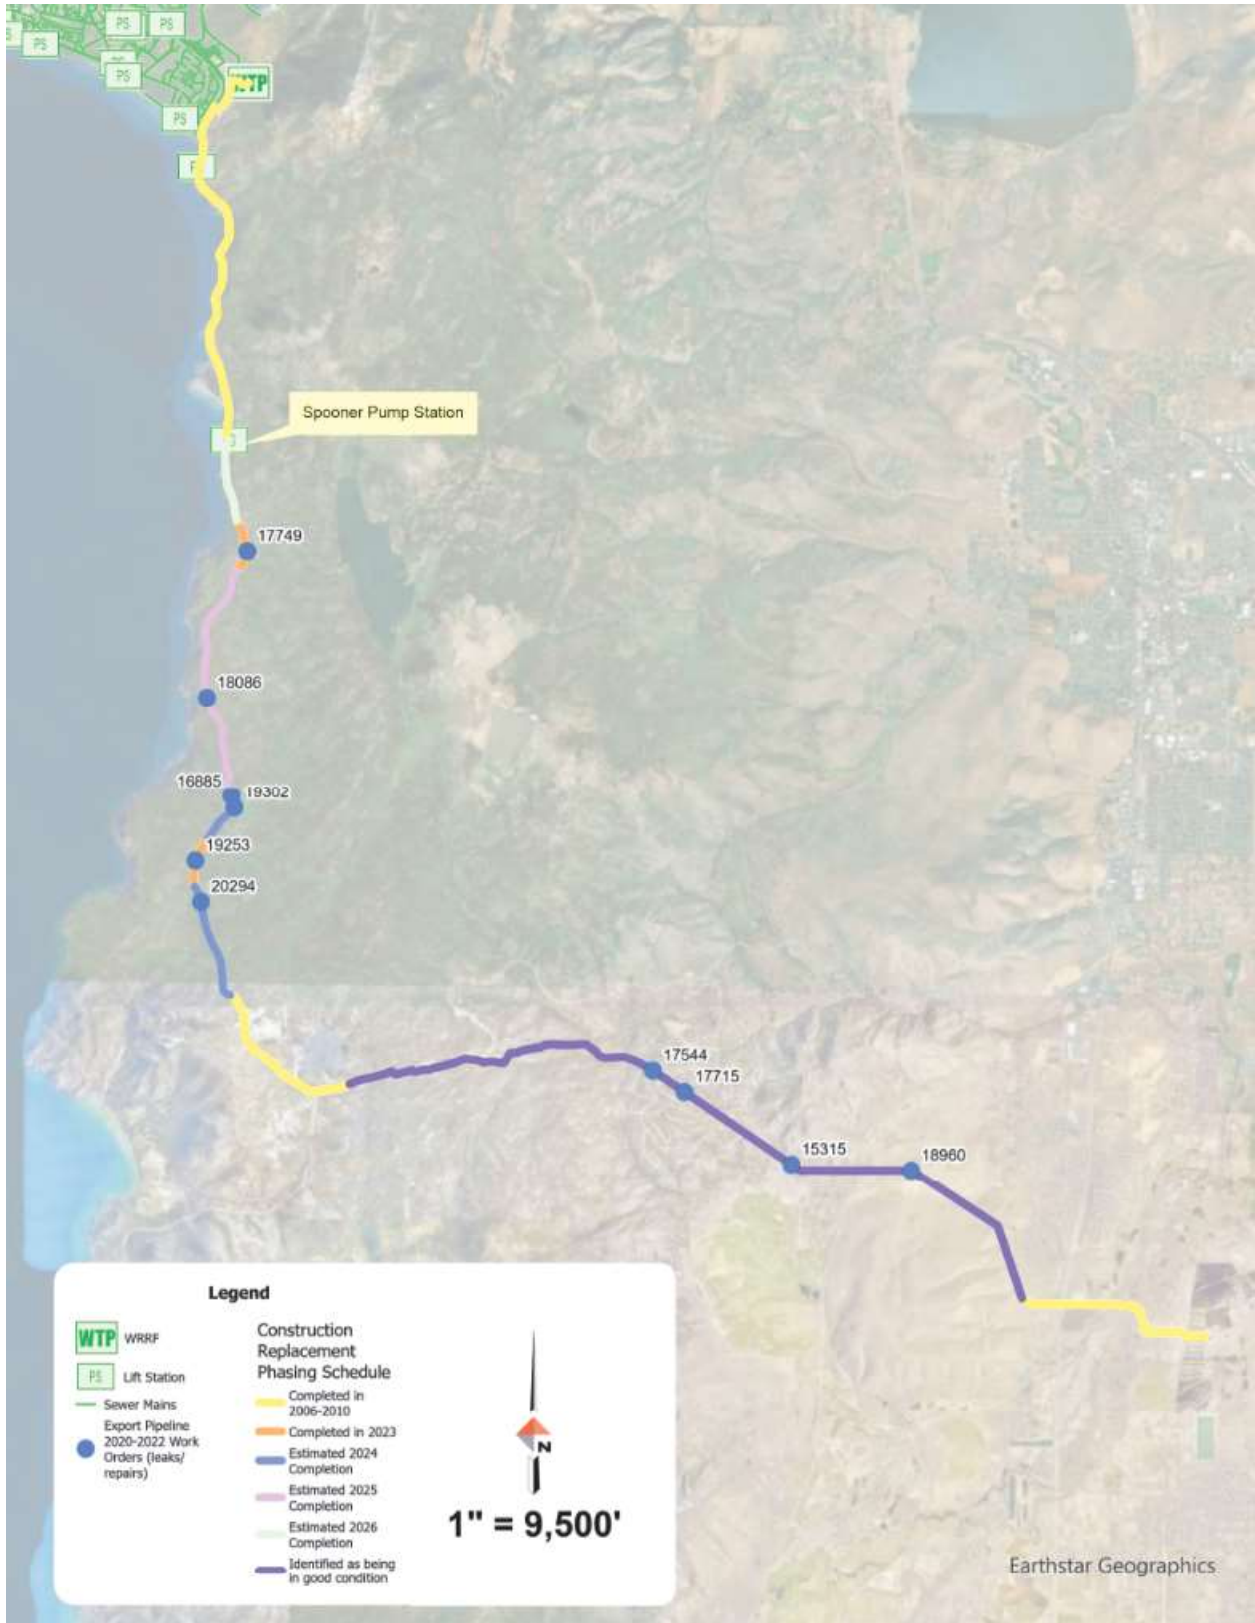 PS
PS
PS
PS
PS
WTP
Spooner Pump Station
17749
18086
16885
19302
19253
20294
17544
17715
15315
18960
Legend
WTP WRRF
PS Lift Station
Sewer Mains
Export Pipeline
2020-2022 Work
Orders (leaks/
repairs)
Construction
Replacement
Phasing Schedule
Completed in
2006-2010
Completed in 2023
Estimated 2024
Completion
Estimated 2025
Completion
Estimated 2026
Completion
Identified as being
in good condition
N
1" = 9,500'
Earthstar Geographics